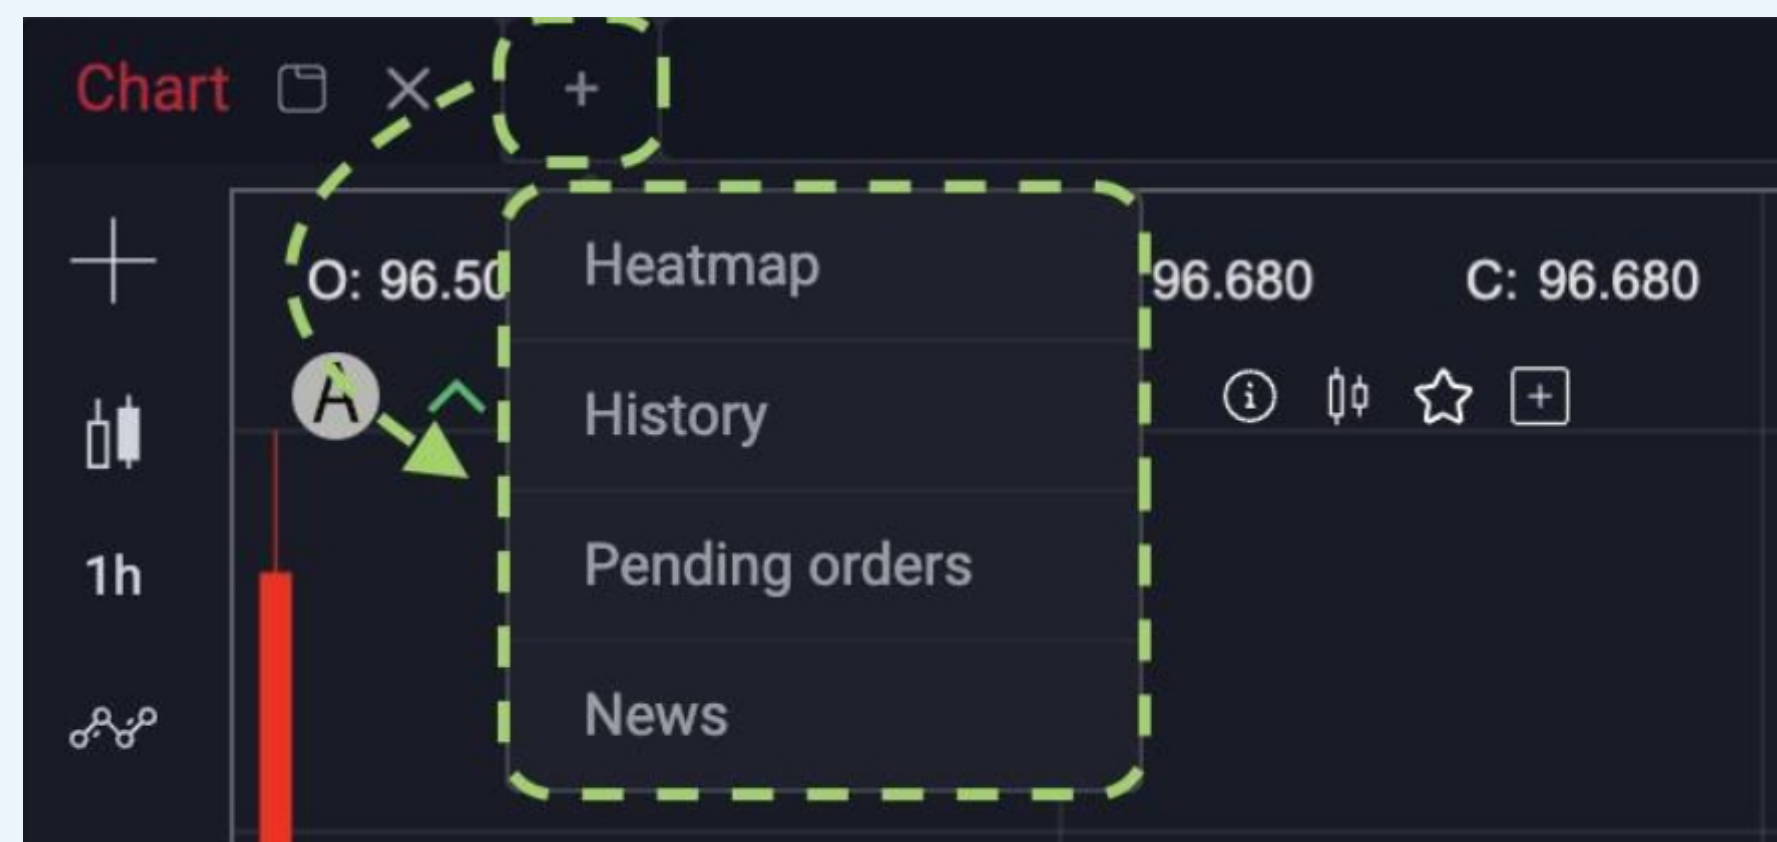 Chart
+
O: 96.50 96.680 C: 96.680
A
Heatmap
History
1h
Pending orders
News